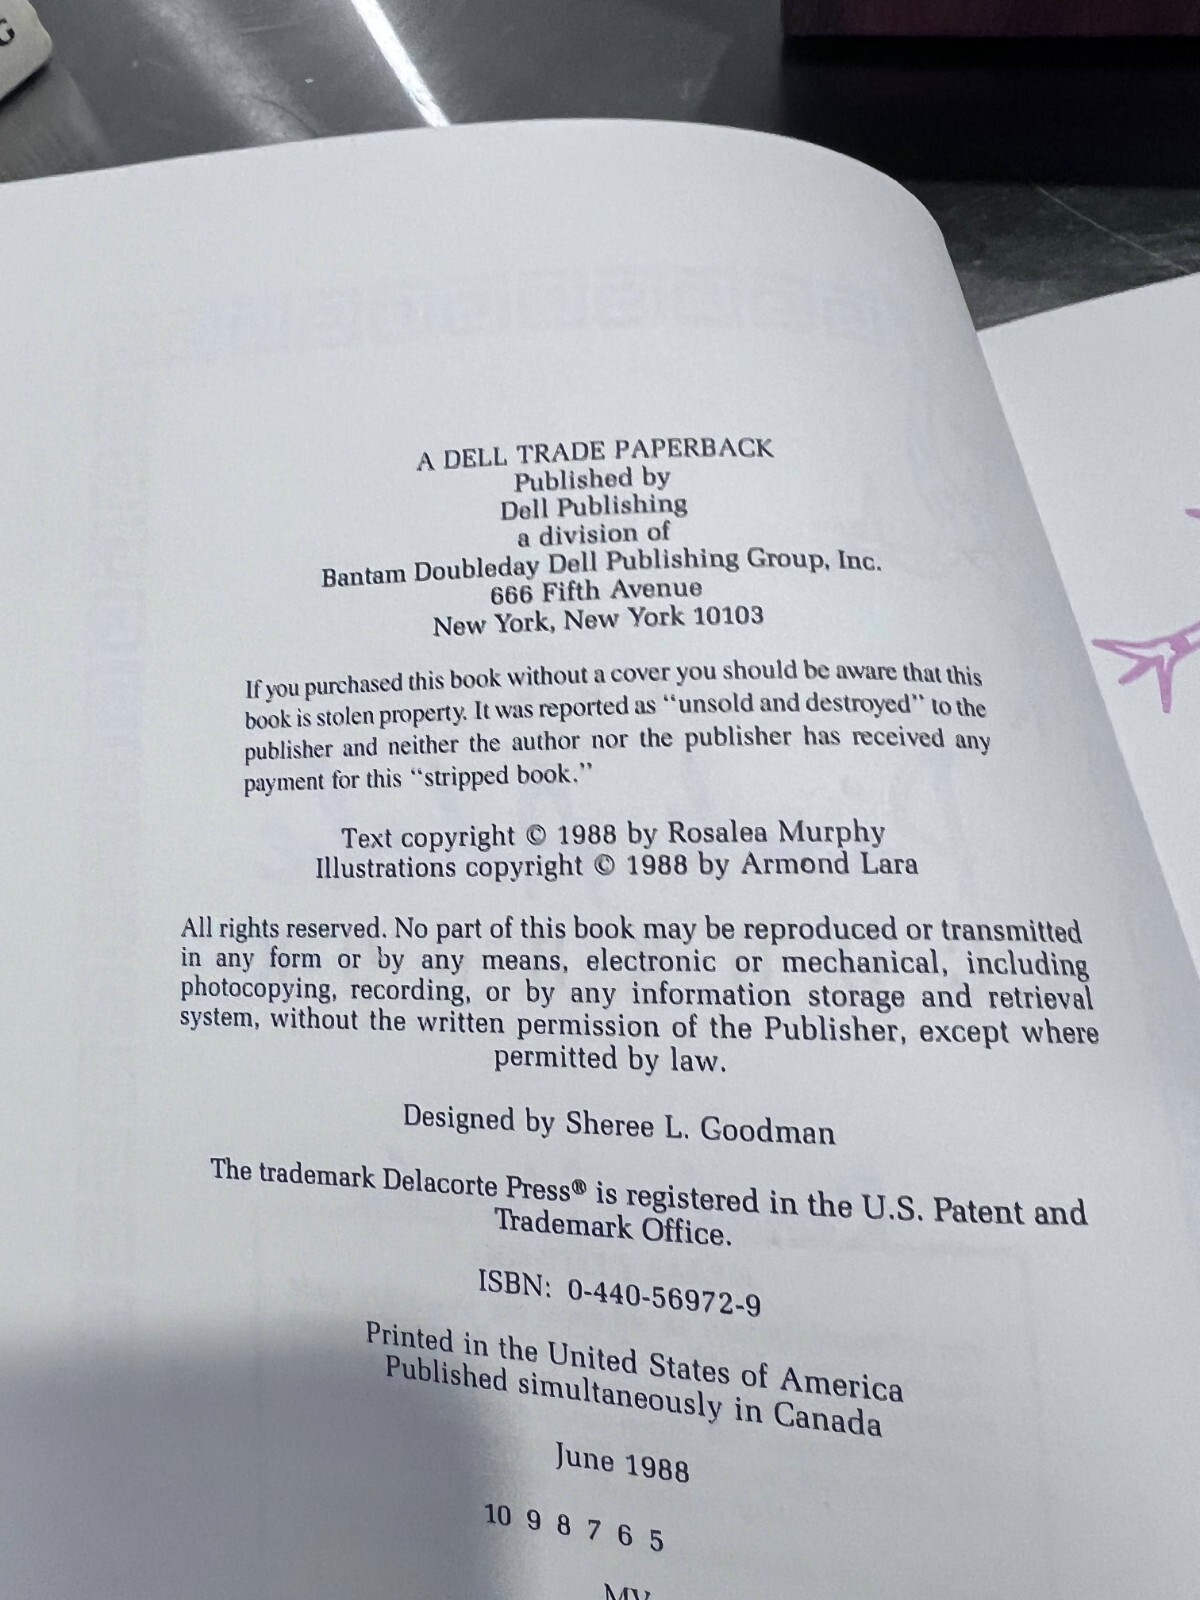 G
A DELL TRADE PAPERBACK
Published by
Dell Publishing
a division of
Bantam Doubleday Dell Publishing Group, Inc.
666 Fifth Avenue
New York, New York 10103
If you purchased this book without a cover you should be aware that this
book is stolen property. It was reported as “unsold and destroyed” to the
publisher and neither the author nor the publisher has received any
payment for this “stripped book.”
Text copyright © 1988 by Rosalea Murphy
Illustrations copyright © 1988 by Armond Lara
All rights reserved. No part of this book may be reproduced or transmitted
in any form or by any means, electronic or mechanical, including
photocopying, recording, or by any information storage and retrieval
system, without the written permission of the Publisher, except where
permitted by law.
Designed by Sheree L. Goodman
The trademark Delacorte Press® is registered in the U.S. Patent and
Trademark Office.
ISBN: 0-440-56972-9
Printed in the United States of America
Published simultaneously in Canada
June 1988
10 9 8 7 6 5
MV